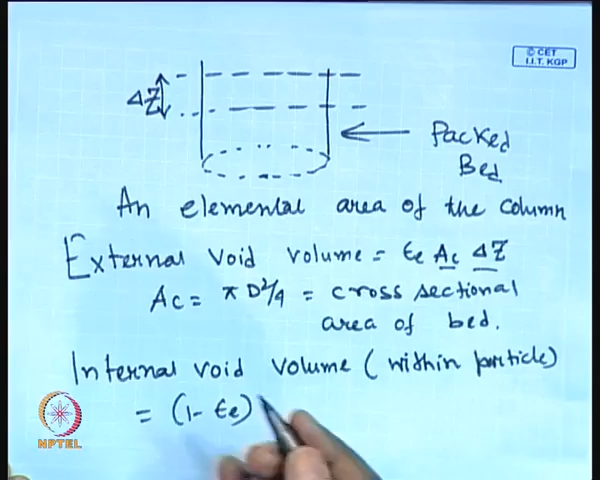 © CET
I.I.T. KGP
ΔZ
Packed
Bed
An elemental area of the column
External void volume = εe Ac ΔZ
Ac = π D²/4 = cross sectional
area of bed.
Internal void volume (within particle)
= (1- εe)
NPTEL